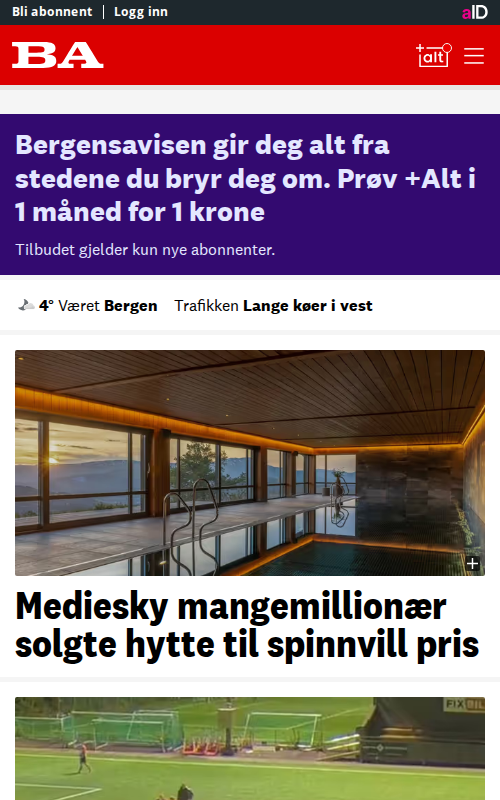 Bli abonnent | Logg inn
aID
BA
+alt
Bergensavisen gir deg alt fra
stedene du bryr deg om. Prøv +Alt i
1 måned for 1 krone
Tilbudet gjelder kun nye abonnenter.
4° Været Bergen Trafikken Lange køer i vest
Mediesky mangemillionær
solgte hytte til spinnvill pris
FIXBIL